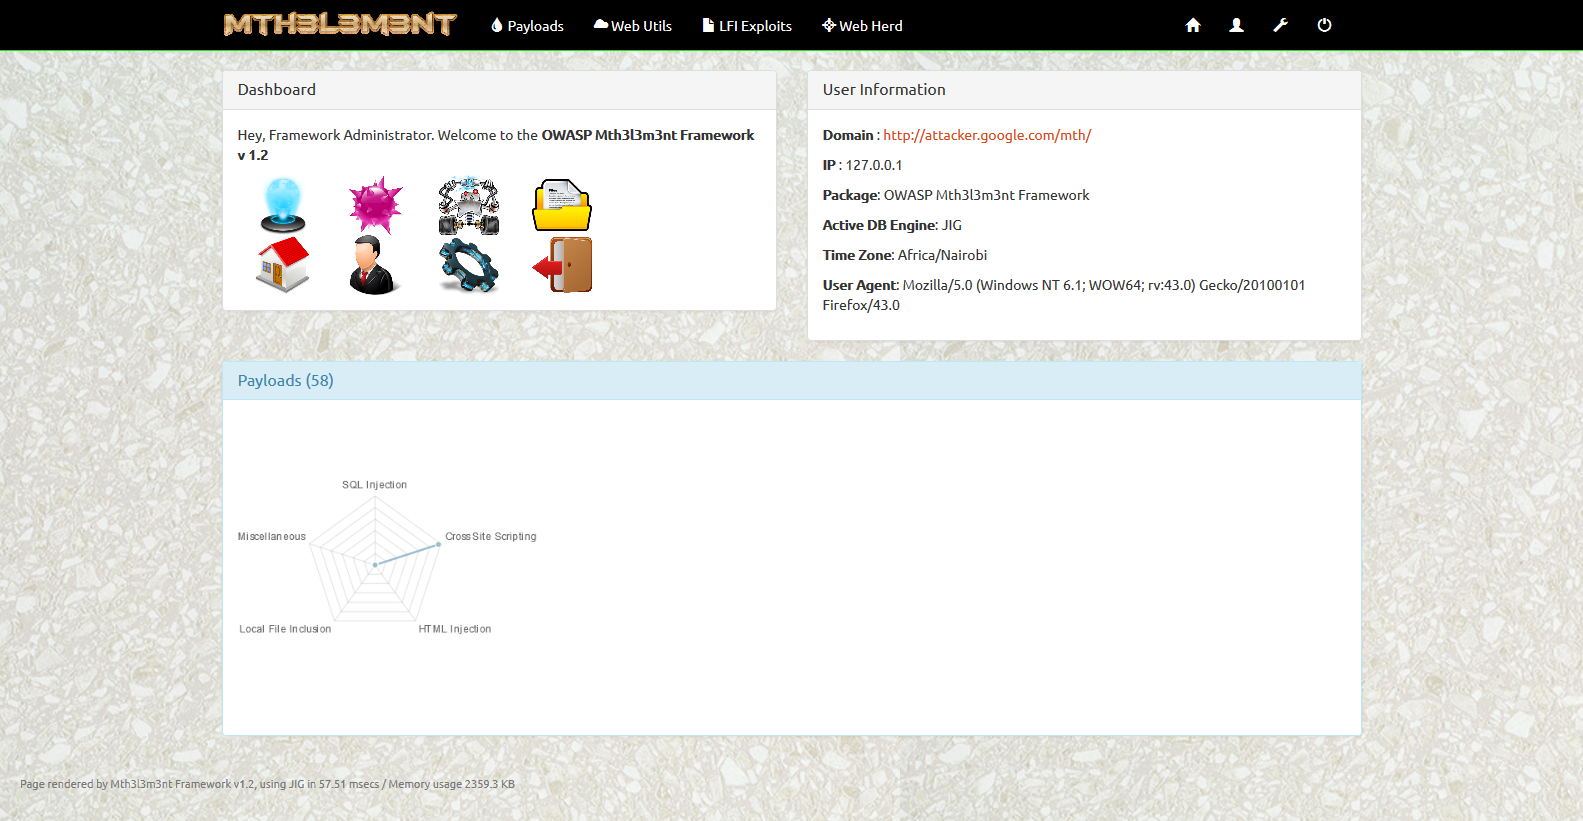 MTH3L3M3NT
Payloads
Web Utils
LFI Exploits
Web Herd
Dashboard
Hey, Framework Administrator. Welcome to the OWASP Mth3l3m3nt Framework
v 1.2
User Information
Domain : http://attacker.google.com/mth/
IP : 127.0.0.1
Package: OWASP Mth3l3m3nt Framework
Active DB Engine: JIG
Time Zone: Africa/Nairobi
User Agent: Mozilla/5.0 (Windows NT 6.1; WOW64; rv:43.0) Gecko/20100101
Firefox/43.0
Payloads (58)
SQL Injection
Miscellaneous
Cross Site Scripting
Local File Inclusion
HTML Injection
Page rendered by Mth3l3m3nt Framework v1.2, using JIG in 57.51 msecs / Memory usage 2359.3 KB